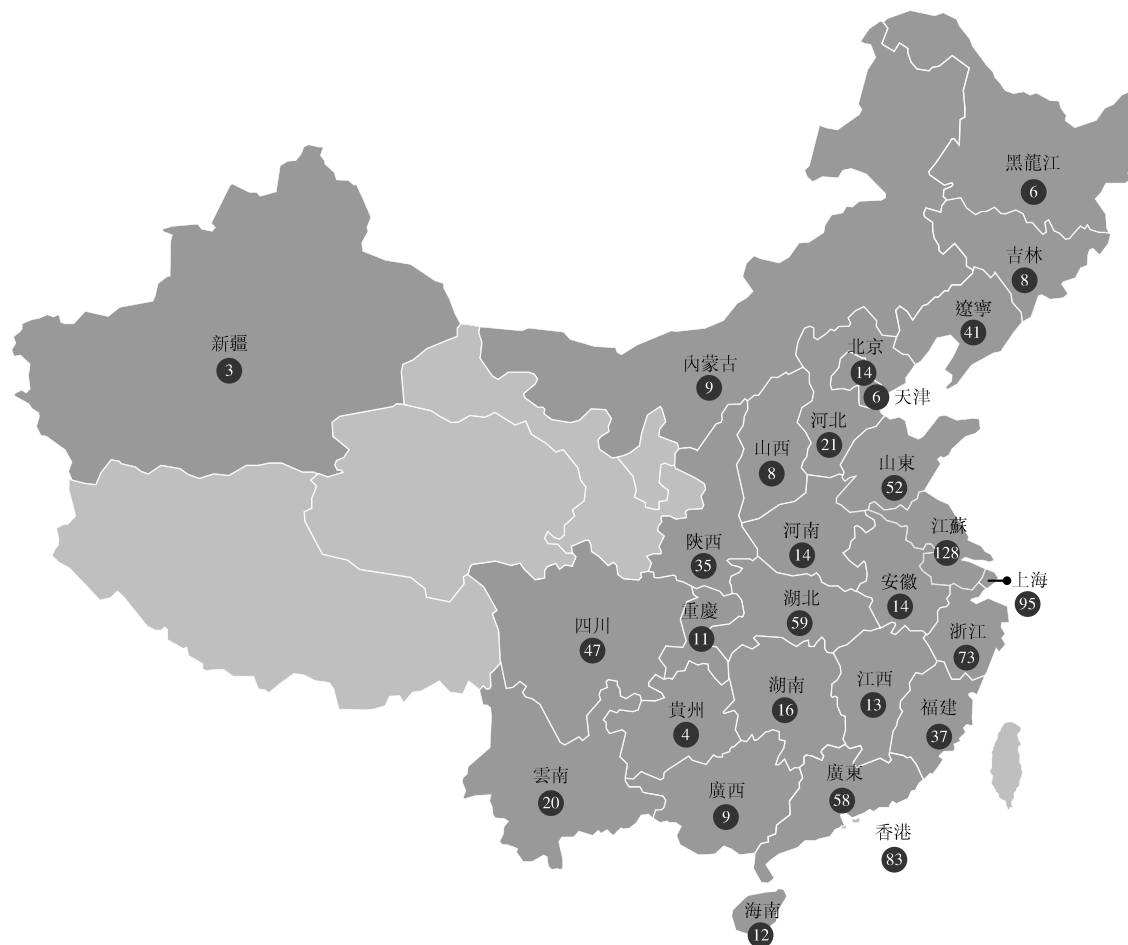 黑龍江
6
吉林
8
遼寧
41
新疆
3
內蒙古
9
北京
14
6 天津
河北
21
山西
8
山東
52
江蘇
128
河南
14
陝西
35
安徽
14
上海
95
湖北
59
重慶
11
四川
47
浙江
73
江西
13
湖南
16
貴州
4
福建
37
雲南
20
廣東
58
廣西
9
香港
83
海南
12